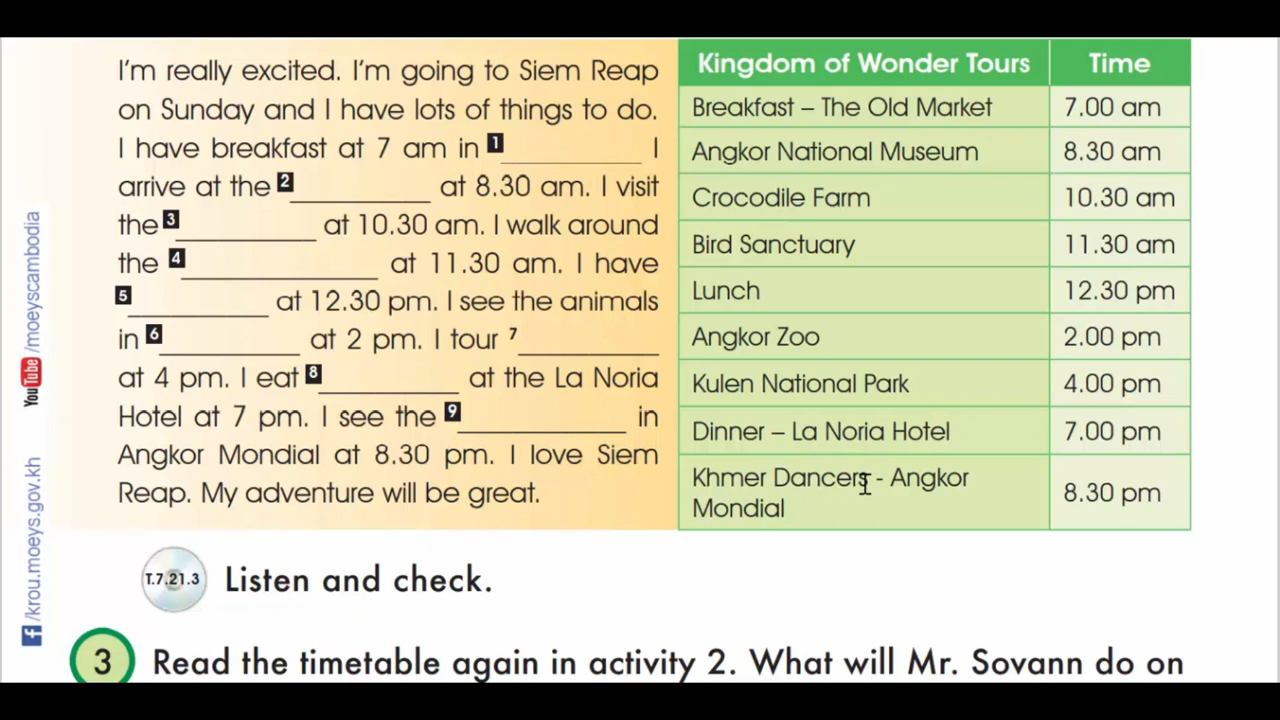 I'm really excited. I'm going to Siem Reap
on Sunday and I have lots of things to do.
I have breakfast at 7 am in 1 __________ I
arrive at the 2 __________ at 8.30 am. I visit
the 3 __________ at 10.30 am. I walk around
the 4 ______________ at 11.30 am. I have
5 __________ at 12.30 pm. I see the animals
in 6 __________ at 2 pm. I tour 7 __________
at 4 pm. I eat 8 __________ at the La Noria
Hotel at 7 pm. I see the 9 ____________ in
Angkor Mondial at 8.30 pm. I love Siem
Reap. My adventure will be great.
Kingdom of Wonder Tours Time
Breakfast – The Old Market 7.00 am
Angkor National Museum 8.30 am
Crocodile Farm 10.30 am
Bird Sanctuary 11.30 am
Lunch 12.30 pm
Angkor Zoo 2.00 pm
Kulen National Park 4.00 pm
Dinner – La Noria Hotel 7.00 pm
Khmer Dancers - Angkor
Mondial 8.30 pm
T.7.21.3 Listen and check.
3 Read the timetable again in activity 2. What will Mr. Sovann do on
YouTube /moeyscambodia
f /krou.moeys.gov.kh